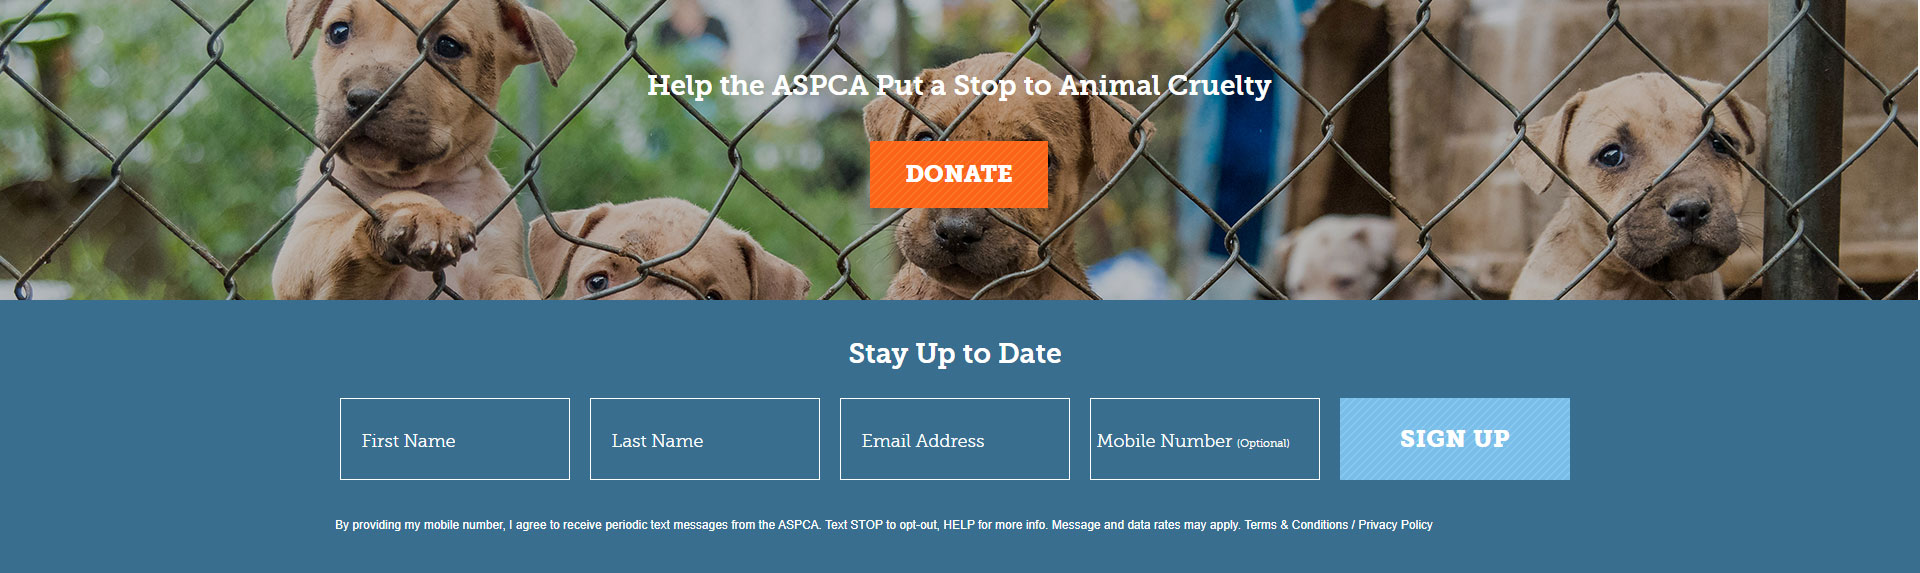 Help the ASPCA Put a Stop to Animal Cruelty
DONATE
Stay Up to Date
First Name
Last Name
Email Address
Mobile Number (Optional)
SIGN UP
By providing my mobile number, I agree to receive periodic text messages from the ASPCA. Text STOP to opt-out, HELP for more info. Message and data rates may apply. Terms & Conditions / Privacy Policy